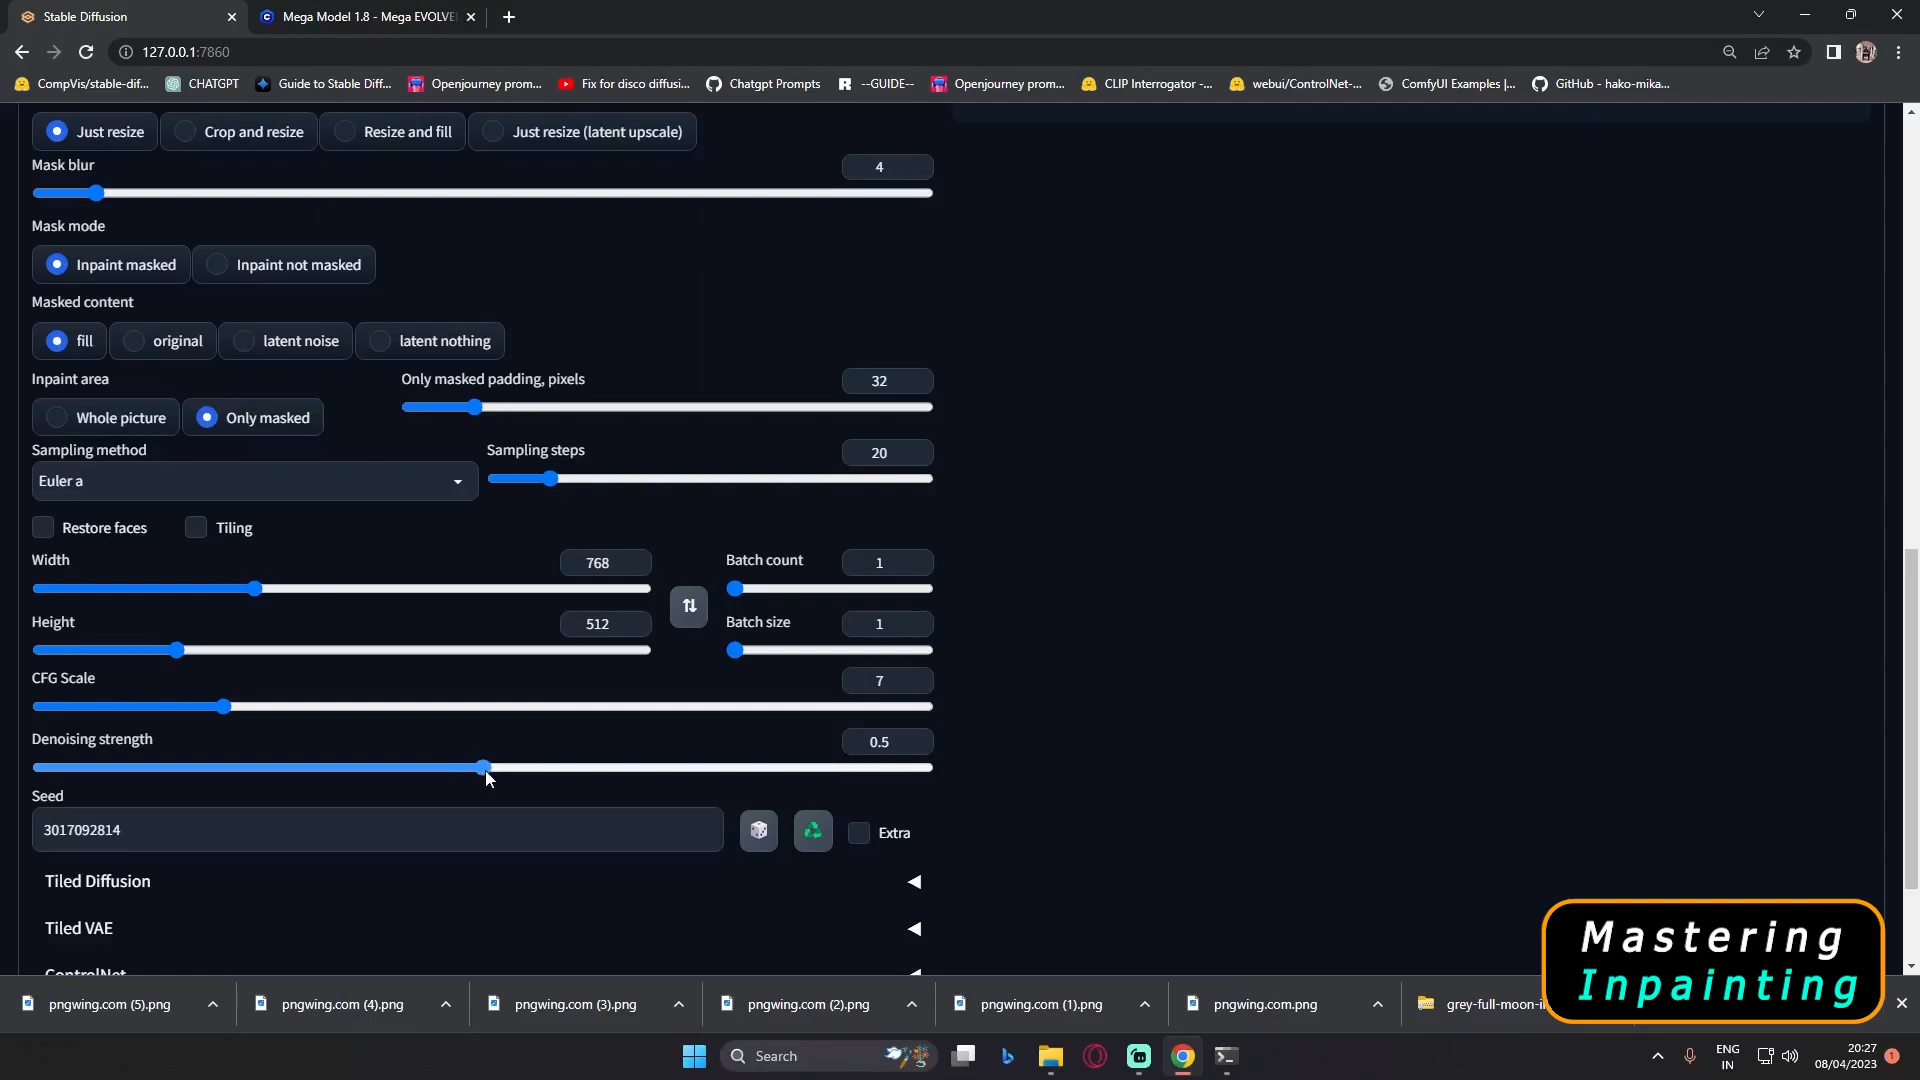 Stable Diffusion
Mega Model 1.8 - Mega EVOLVE
127.0.0.1:7860
CompVis/stable-dif...
CHATGPT
Guide to Stable Diff...
Openjourney prom...
Fix for disco diffusi...
Chatgpt Prompts
--GUIDE--
Openjourney prom...
CLIP Interrogator -...
webui/ControlNet-...
ComfyUI Examples |...
GitHub - hako-mika...
Just resize
Crop and resize
Resize and fill
Just resize (latent upscale)
Mask blur
4
Mask mode
Inpaint masked
Inpaint not masked
Masked content
fill
original
latent noise
latent nothing
Inpaint area
Only masked padding, pixels
32
Whole picture
Only masked
Sampling method
Sampling steps
20
Euler a
Restore faces
Tiling
Width
768
Batch count
1
Height
512
Batch size
1
CFG Scale
7
Denoising strength
0.5
Seed
3017092814
Extra
Tiled Diffusion
Tiled VAE
ControlNet
Mastering
Inpainting
pngwing.com (5).png
pngwing.com (4).png
pngwing.com (3).png
pngwing.com (2).png
pngwing.com (1).png
pngwing.com.png
grey-full-moon-i
Search
ENG
IN
20:27
08/04/2023
1